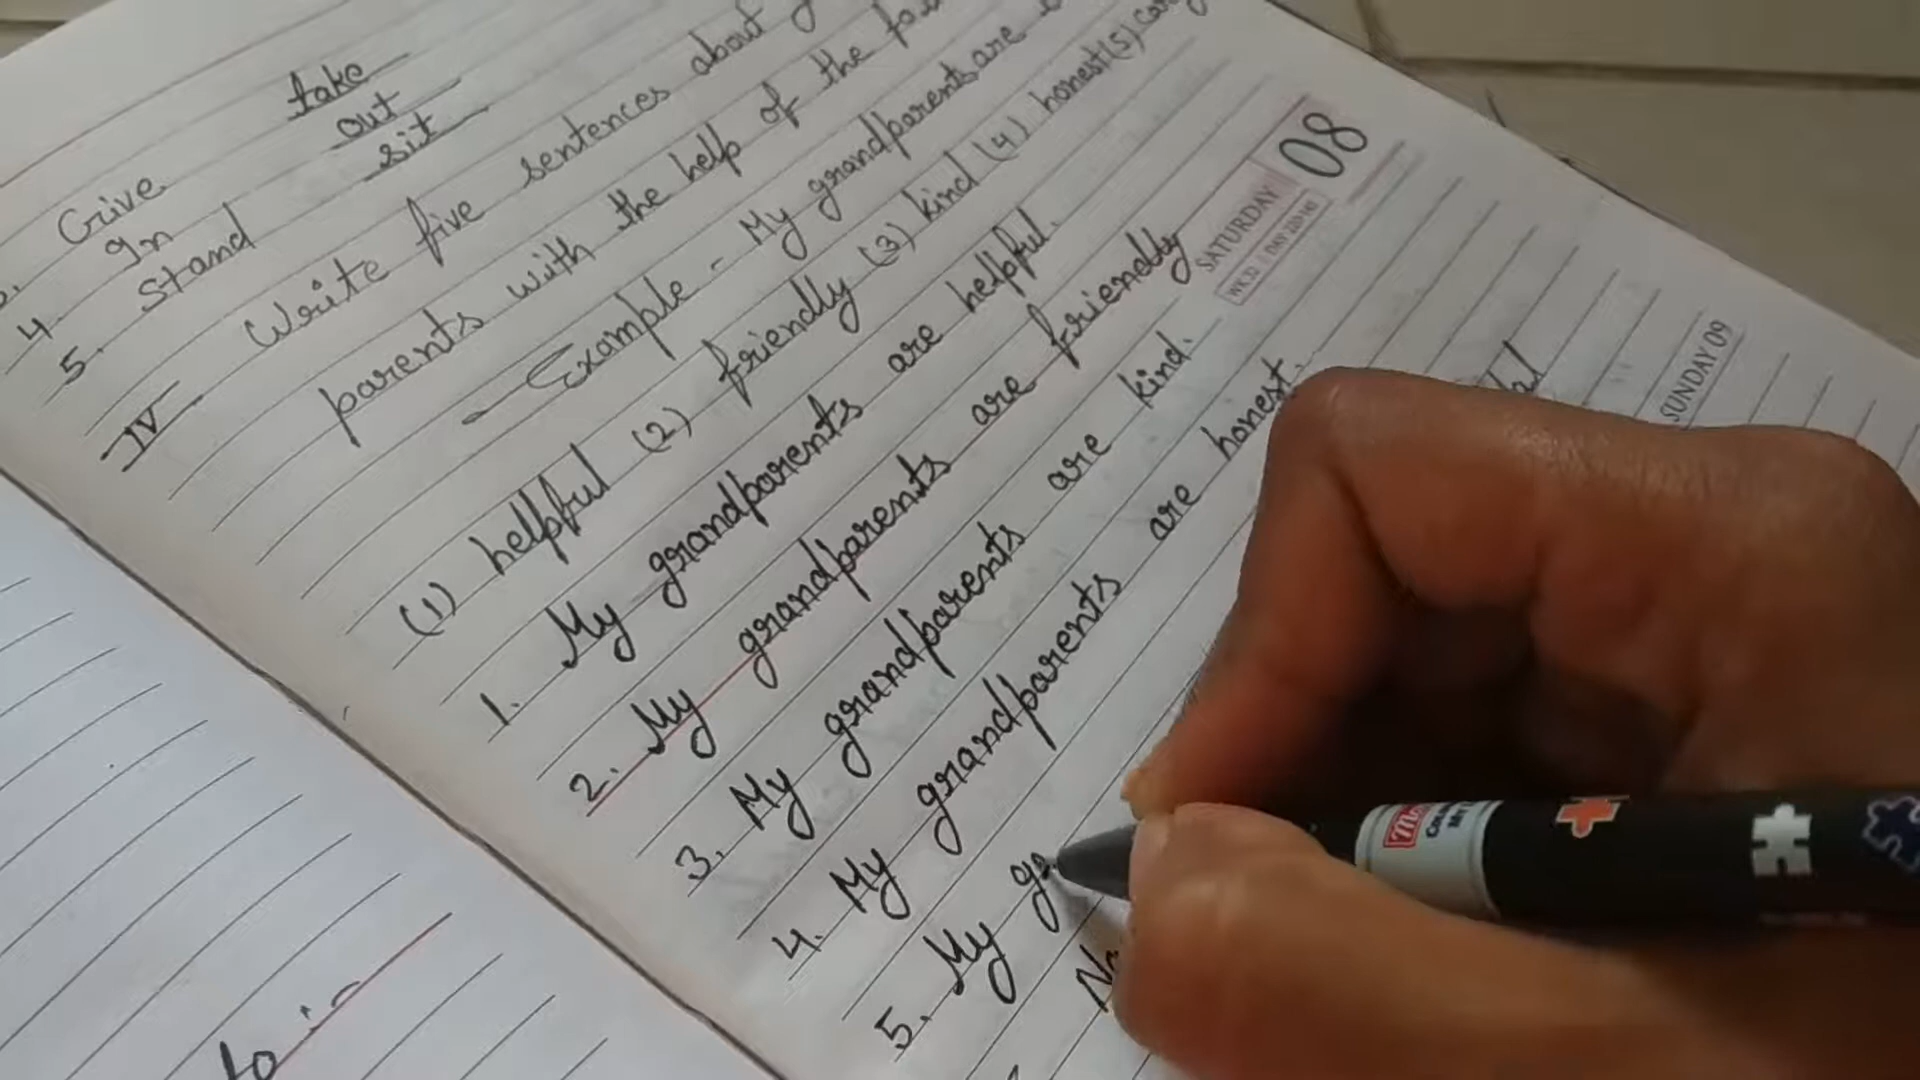 Give take
4. In out
5. Stand sit
IV Write five sentences about
parents with the help of the
Example - My grandparents are
(1) helpful (2) friendly (3) kind (4) honest (5)
1. My grandparents are helpful.
SATURDAY 08
2. My grandparents are friendly
3. My grandparents are kind.
4. My grandparents are honest.
SUNDAY 09
5. My